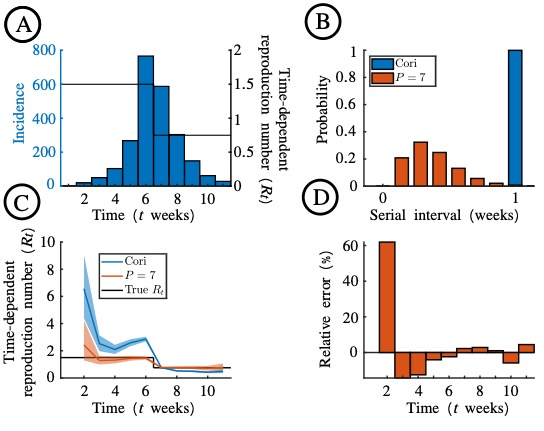 A
Incidence
800
600
400
200
0
2
1.5
1
0.5
0
Time-dependent
reproduction number (Rt)
2 4 6 8 10
Time (t weeks)
B
Probability
1
0.8
0.6
0.4
0.2
0
Cori
P = 7
0 1
Serial interval (weeks)
C
Time-dependent
reproduction number (Rt)
10
8
6
4
2
0
Cori
P = 7
True Rt
2 4 6 8 10
Time (t weeks)
D
Relative error (%)
60
40
20
0
2 4 6 8 10
Time (t weeks)